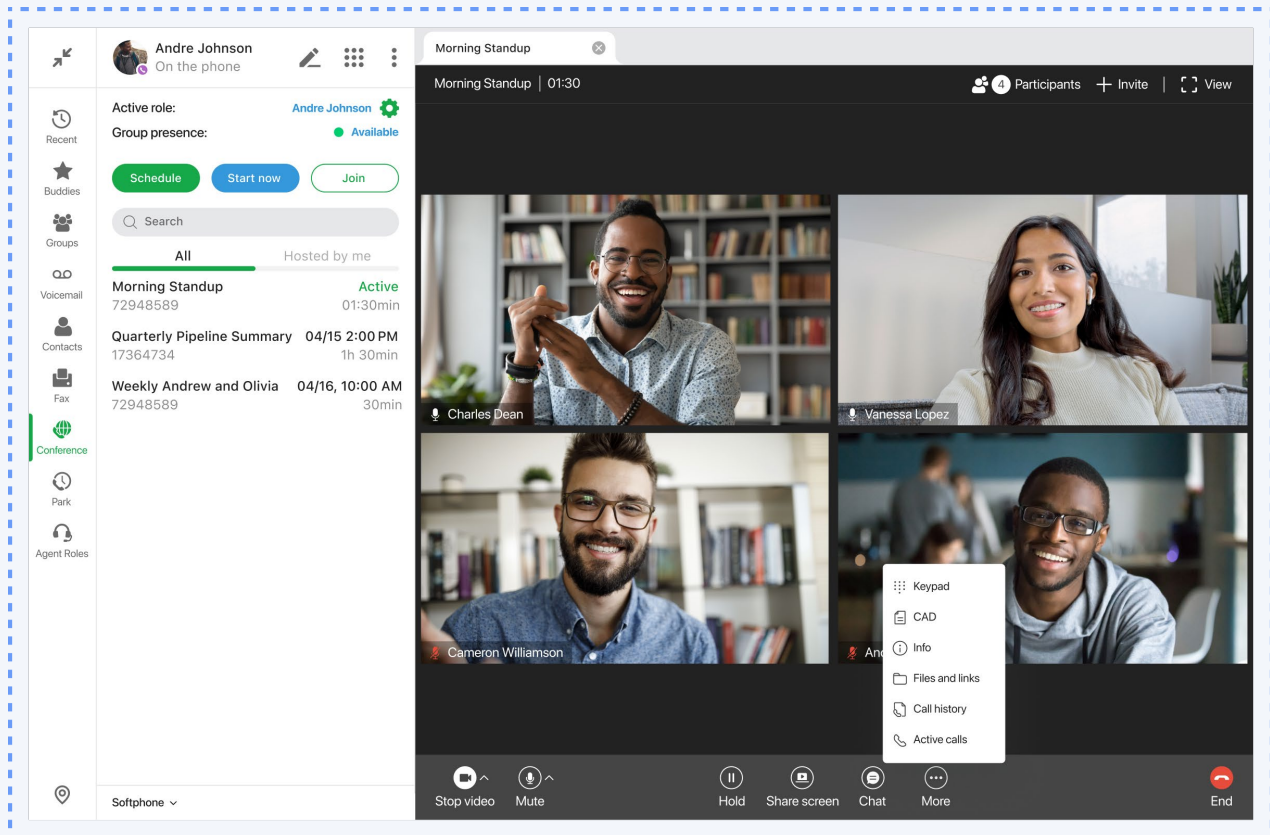 Andre Johnson
On the phone
Active role:
Andre Johnson
Group presence:
Available
Schedule
Start now
Join
Search
All
Hosted by me
Morning Standup
Active
72948589
01:30min
Quarterly Pipeline Summary
04/15 2:00 PM
17364734
1h 30min
Weekly Andrew and Olivia
04/16, 10:00 AM
72948589
30min
Softphone
Recent
Buddies
Groups
Voicemail
Contacts
Fax
Conference
Park
Agent Roles
Morning Standup
Morning Standup | 01:30
4 Participants
Invite
View
Charles Dean
Vanessa Lopez
Cameron Williamson
Keypad
CAD
Info
Files and links
Call history
Active calls
Stop video
Mute
Hold
Share screen
Chat
More
End